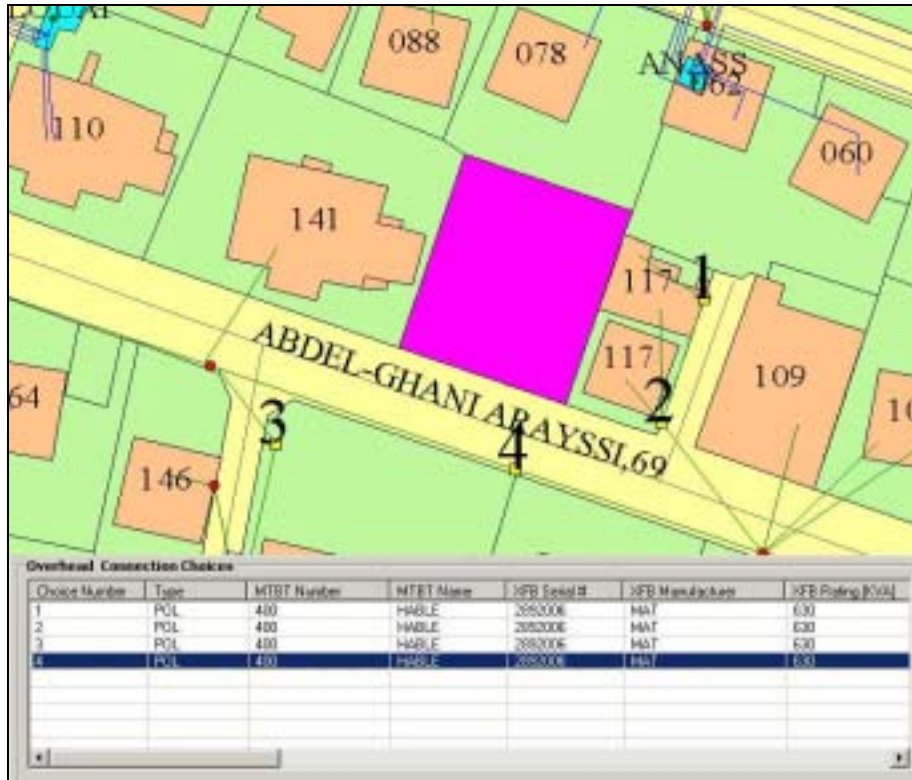 088
078
ANASS
062
110
060
141
117
1
117
109
ABDEL-GHANI ARAYSSI,69
2
64
3
4
10
146
Overhead Connection Choices
Choice Number Type MTBT Number MTBT Name XFB Serial# XFB Manufacturer XFB Rating [KVA]
1 POL 400 HABLE 2892006 MAT 630
2 POL 400 HABLE 2892006 MAT 630
3 POL 400 HABLE 2892006 MAT 630
4 POL 400 HABLE 2892006 MAT 630